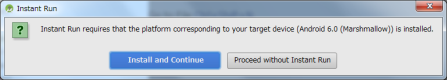 Instant Run
Instant Run requires that the platform corresponding to your target device (Android 6.0 (Marshmallow)) is installed.
Install and Continue
Proceed without Instant Run